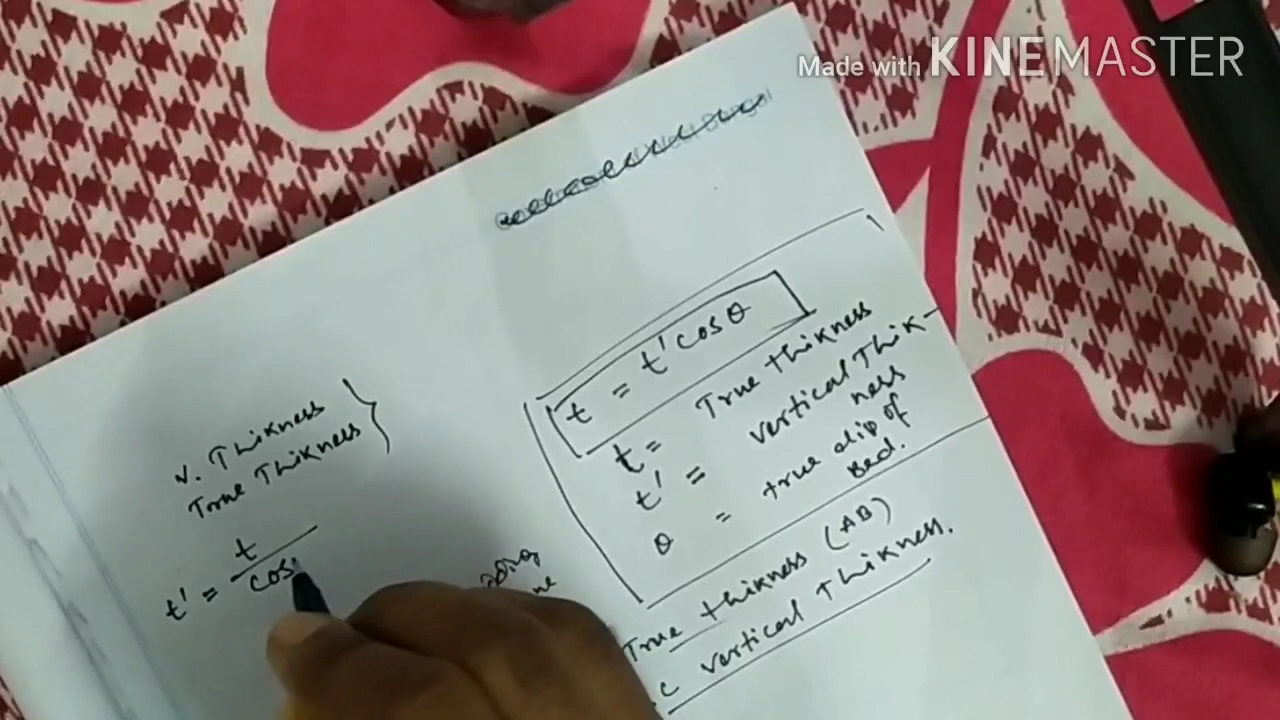 Made with KINEMASTER
t = t' cos θ
t = True thikness
t' = vertical Thik-
ness
θ = true dip of
Bed.
True thikness (AB)
vertical Thikness.
V. Thikness
True Thikness
t' = t
cos